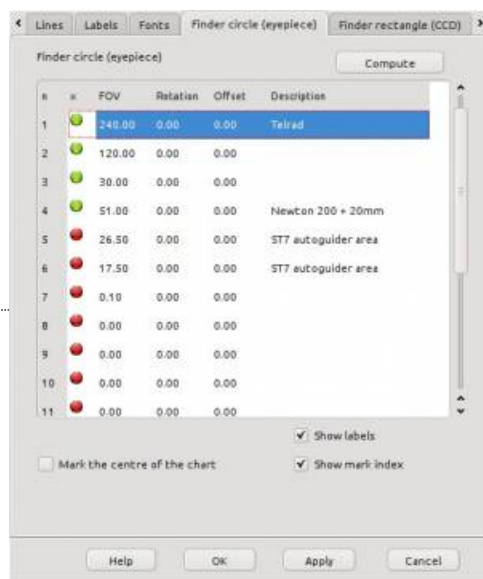 Lines Labels Fonts Finder circle (eyepiece) Finder rectangle (CCD)
Finder circle (eyepiece)
Compute
n x FOV Rotation Offset Description
1 240.00 0.00 0.00 Telrad
2 120.00 0.00 0.00
3 30.00 0.00 0.00
4 51.00 0.00 0.00 Newton 200 + 20mm
5 26.50 0.00 0.00 ST7 autoguider area
6 17.50 0.00 0.00 ST7 autoguider area
7 0.10 0.00 0.00
8 0.00 0.00 0.00
9 0.00 0.00 0.00
10 0.00 0.00 0.00
11 0.00 0.00 0.00
Show labels
Mark the centre of the chart Show mark index
Help OK Apply Cancel